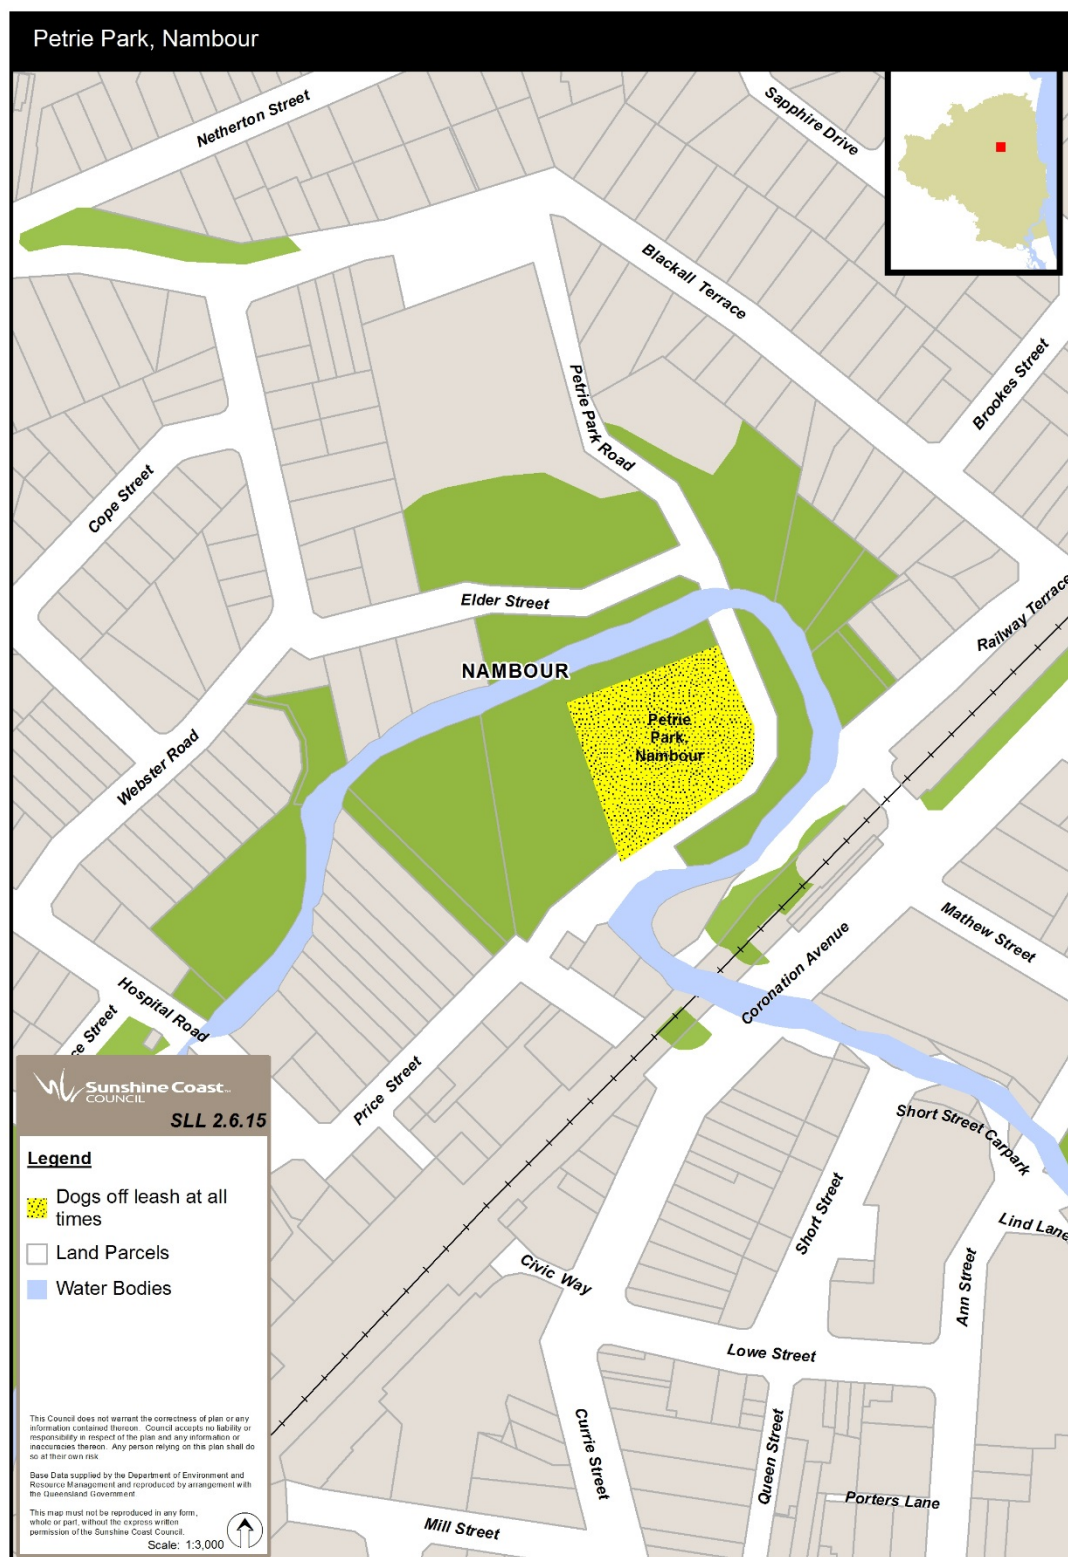 Petrie Park, Nambour
Netherton Street
Sapphire Drive
Blackall Terrace
Brookes Street
Petrie Park Road
Cope Street
Elder Street
Railway Terrace
NAMBOUR
Petrie
Park,
Nambour
Webster Road
Mathew Street
Coronation Avenue
Hospital Road
ce Street
Price Street
Short Street Carpark
Short Street
Lind Lane
Civic Way
Ann Street
Lowe Street
Currie Street
Queen Street
Porters Lane
Mill Street
Sunshine Coast
COUNCIL
SLL 2.6.15
Legend
Dogs off leash at all
times
Land Parcels
Water Bodies
This Council does not warrant the correctness of plan or any
information contained thereon. Council accepts no liability or
responsibility in respect of the plan and any information or
inaccuracies thereon. Any person relying on this plan shall do
so at their own risk
Base Data supplied by the Department of Environment and
Resource Management and reproduced by arrangement with
the Queensland Government
This map must not be reproduced in any form,
whole or part, without the express written
permission of the Sunshine Coast Council.
Scale: 1:3,000